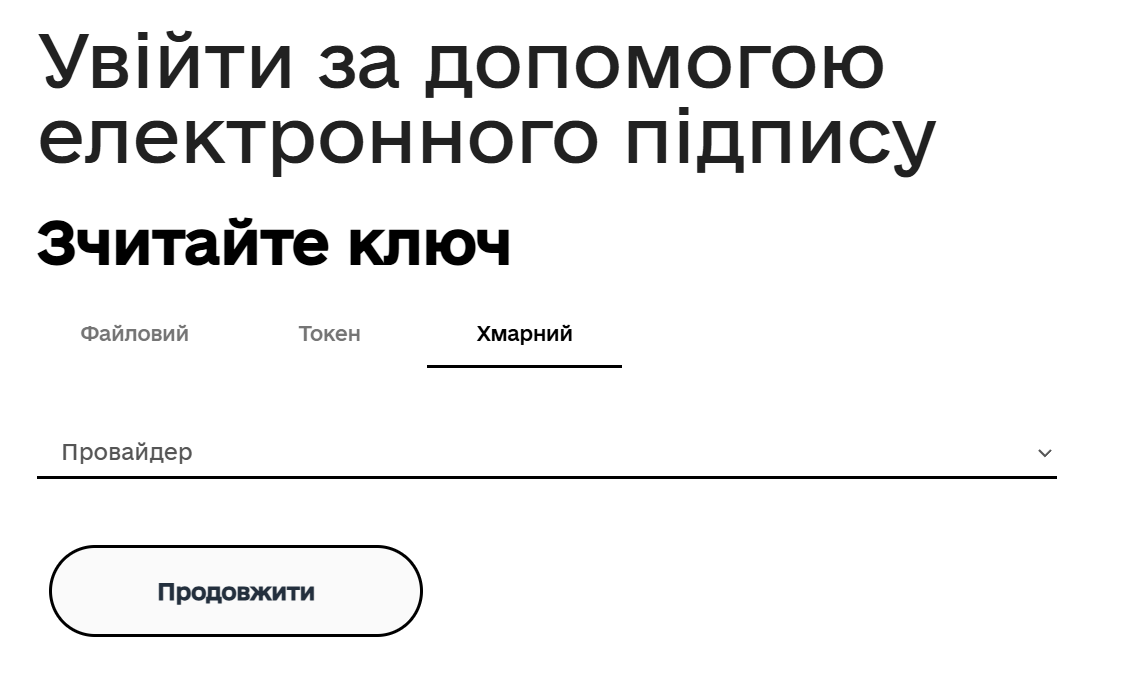 Увійти за допомогою
електронного підпису
Зчитайте ключ
Файловий Токен Хмарний
Провайдер
Продовжити